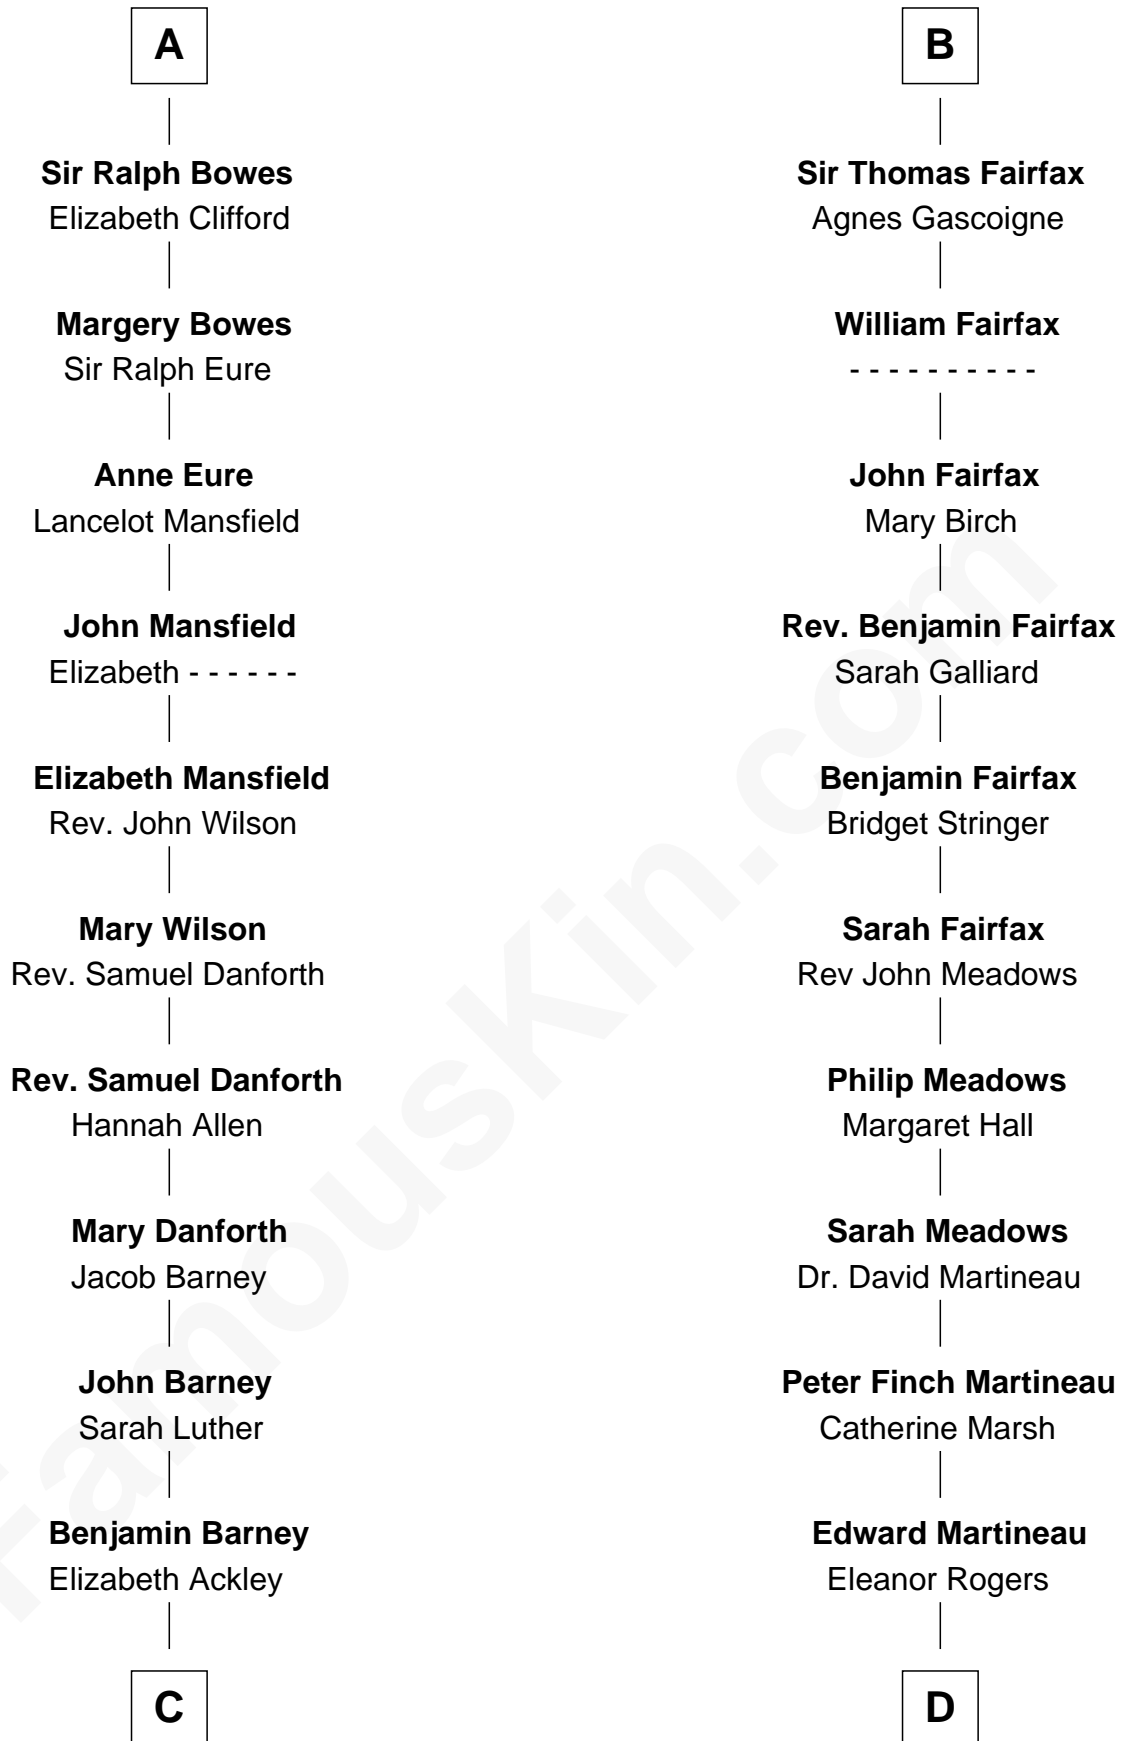 A
Sir Ralph Bowes
Elizabeth Clifford
Margery Bowes
Sir Ralph Eure
Anne Eure
Lancelot Mansfield
John Mansfield
Elizabeth - - - - - -
Elizabeth Mansfield
Rev. John Wilson
Mary Wilson
Rev. Samuel Danforth
Rev. Samuel Danforth
Hannah Allen
Mary Danforth
Jacob Barney
John Barney
Sarah Luther
Benjamin Barney
Elizabeth Ackley
C
B
Sir Thomas Fairfax
Agnes Gascoigne
William Fairfax
- - - - - - - - - -
John Fairfax
Mary Birch
Rev. Benjamin Fairfax
Sarah Galliard
Benjamin Fairfax
Bridget Stringer
Sarah Fairfax
Rev John Meadows
Philip Meadows
Margaret Hall
Sarah Meadows
Dr. David Martineau
Peter Finch Martineau
Catherine Marsh
Edward Martineau
Eleanor Rogers
D
FamousKin.com